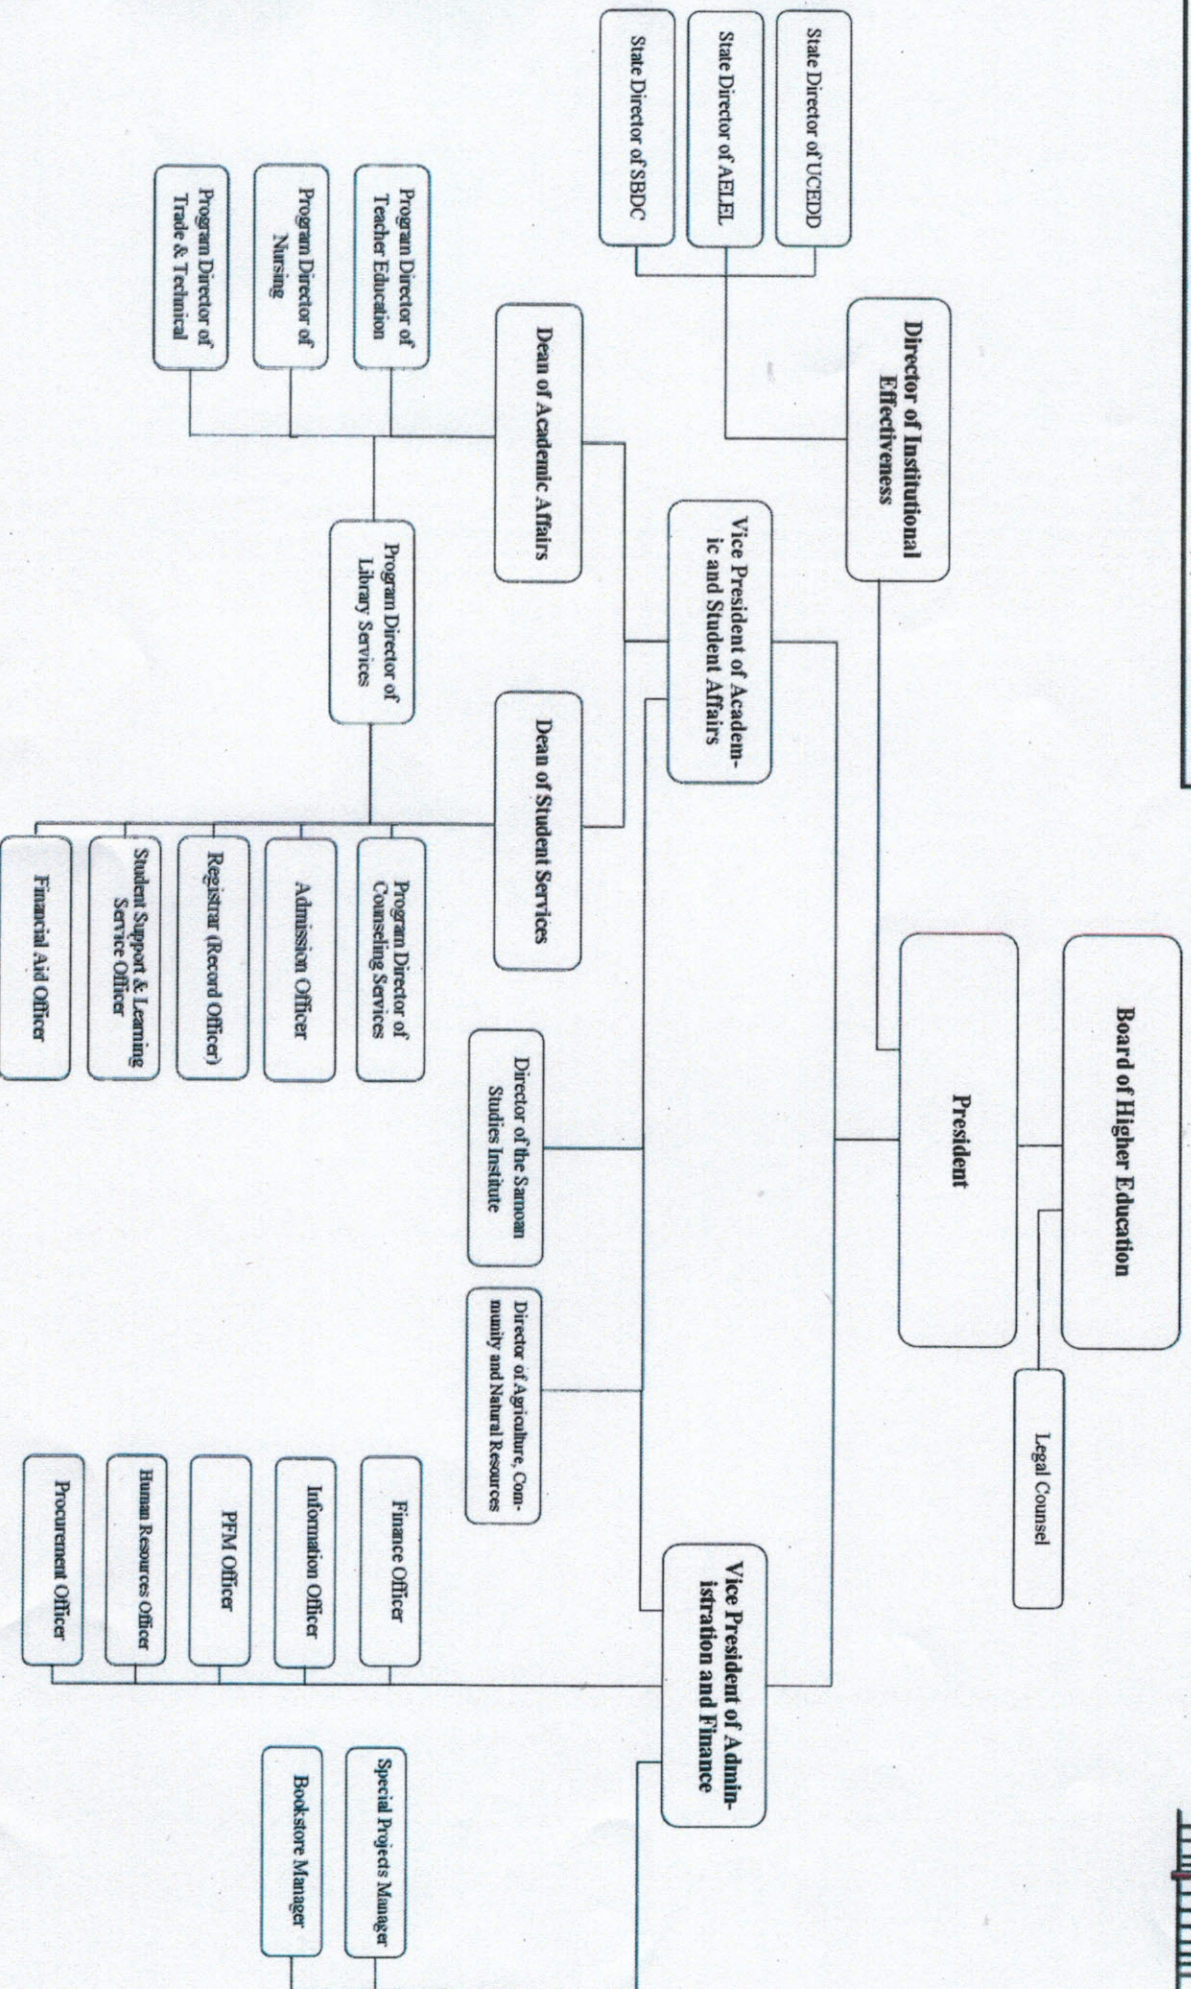 Board of Higher Education
Legal Counsel
President
Director of Institutional
Effectiveness
State Director of UCEDD
State Director of AELEL
State Director of SBDC
Vice President of Academ-
ic and Student Affairs
Vice President of Admin-
istration and Finance
Dean of Academic Affairs
Dean of Student Services
Director of the Samoan
Studies Institute
Director of Agriculture, Com-
munity and Natural Resources
Program Director of
Teacher Education
Program Director of
Nursing
Program Director of
Trade & Technical
Program Director of
Library Services
Program Director of
Counseling Services
Admission Officer
Registrar (Record Officer)
Student Support & Learning
Service Officer
Financial Aid Officer
Finance Officer
Information Officer
PFM Officer
Human Resources Officer
Procurement Officer
Special Projects Manager
Bookstore Manager